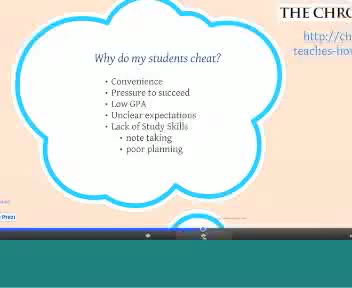 THE CHRO
http://ch
teaches-how
Why do my students cheat?
• Convenience
• Pressure to succeed
• Low GPA
• Unclear expectations
• Lack of Study Skills
• note taking
• poor planning
Prezi